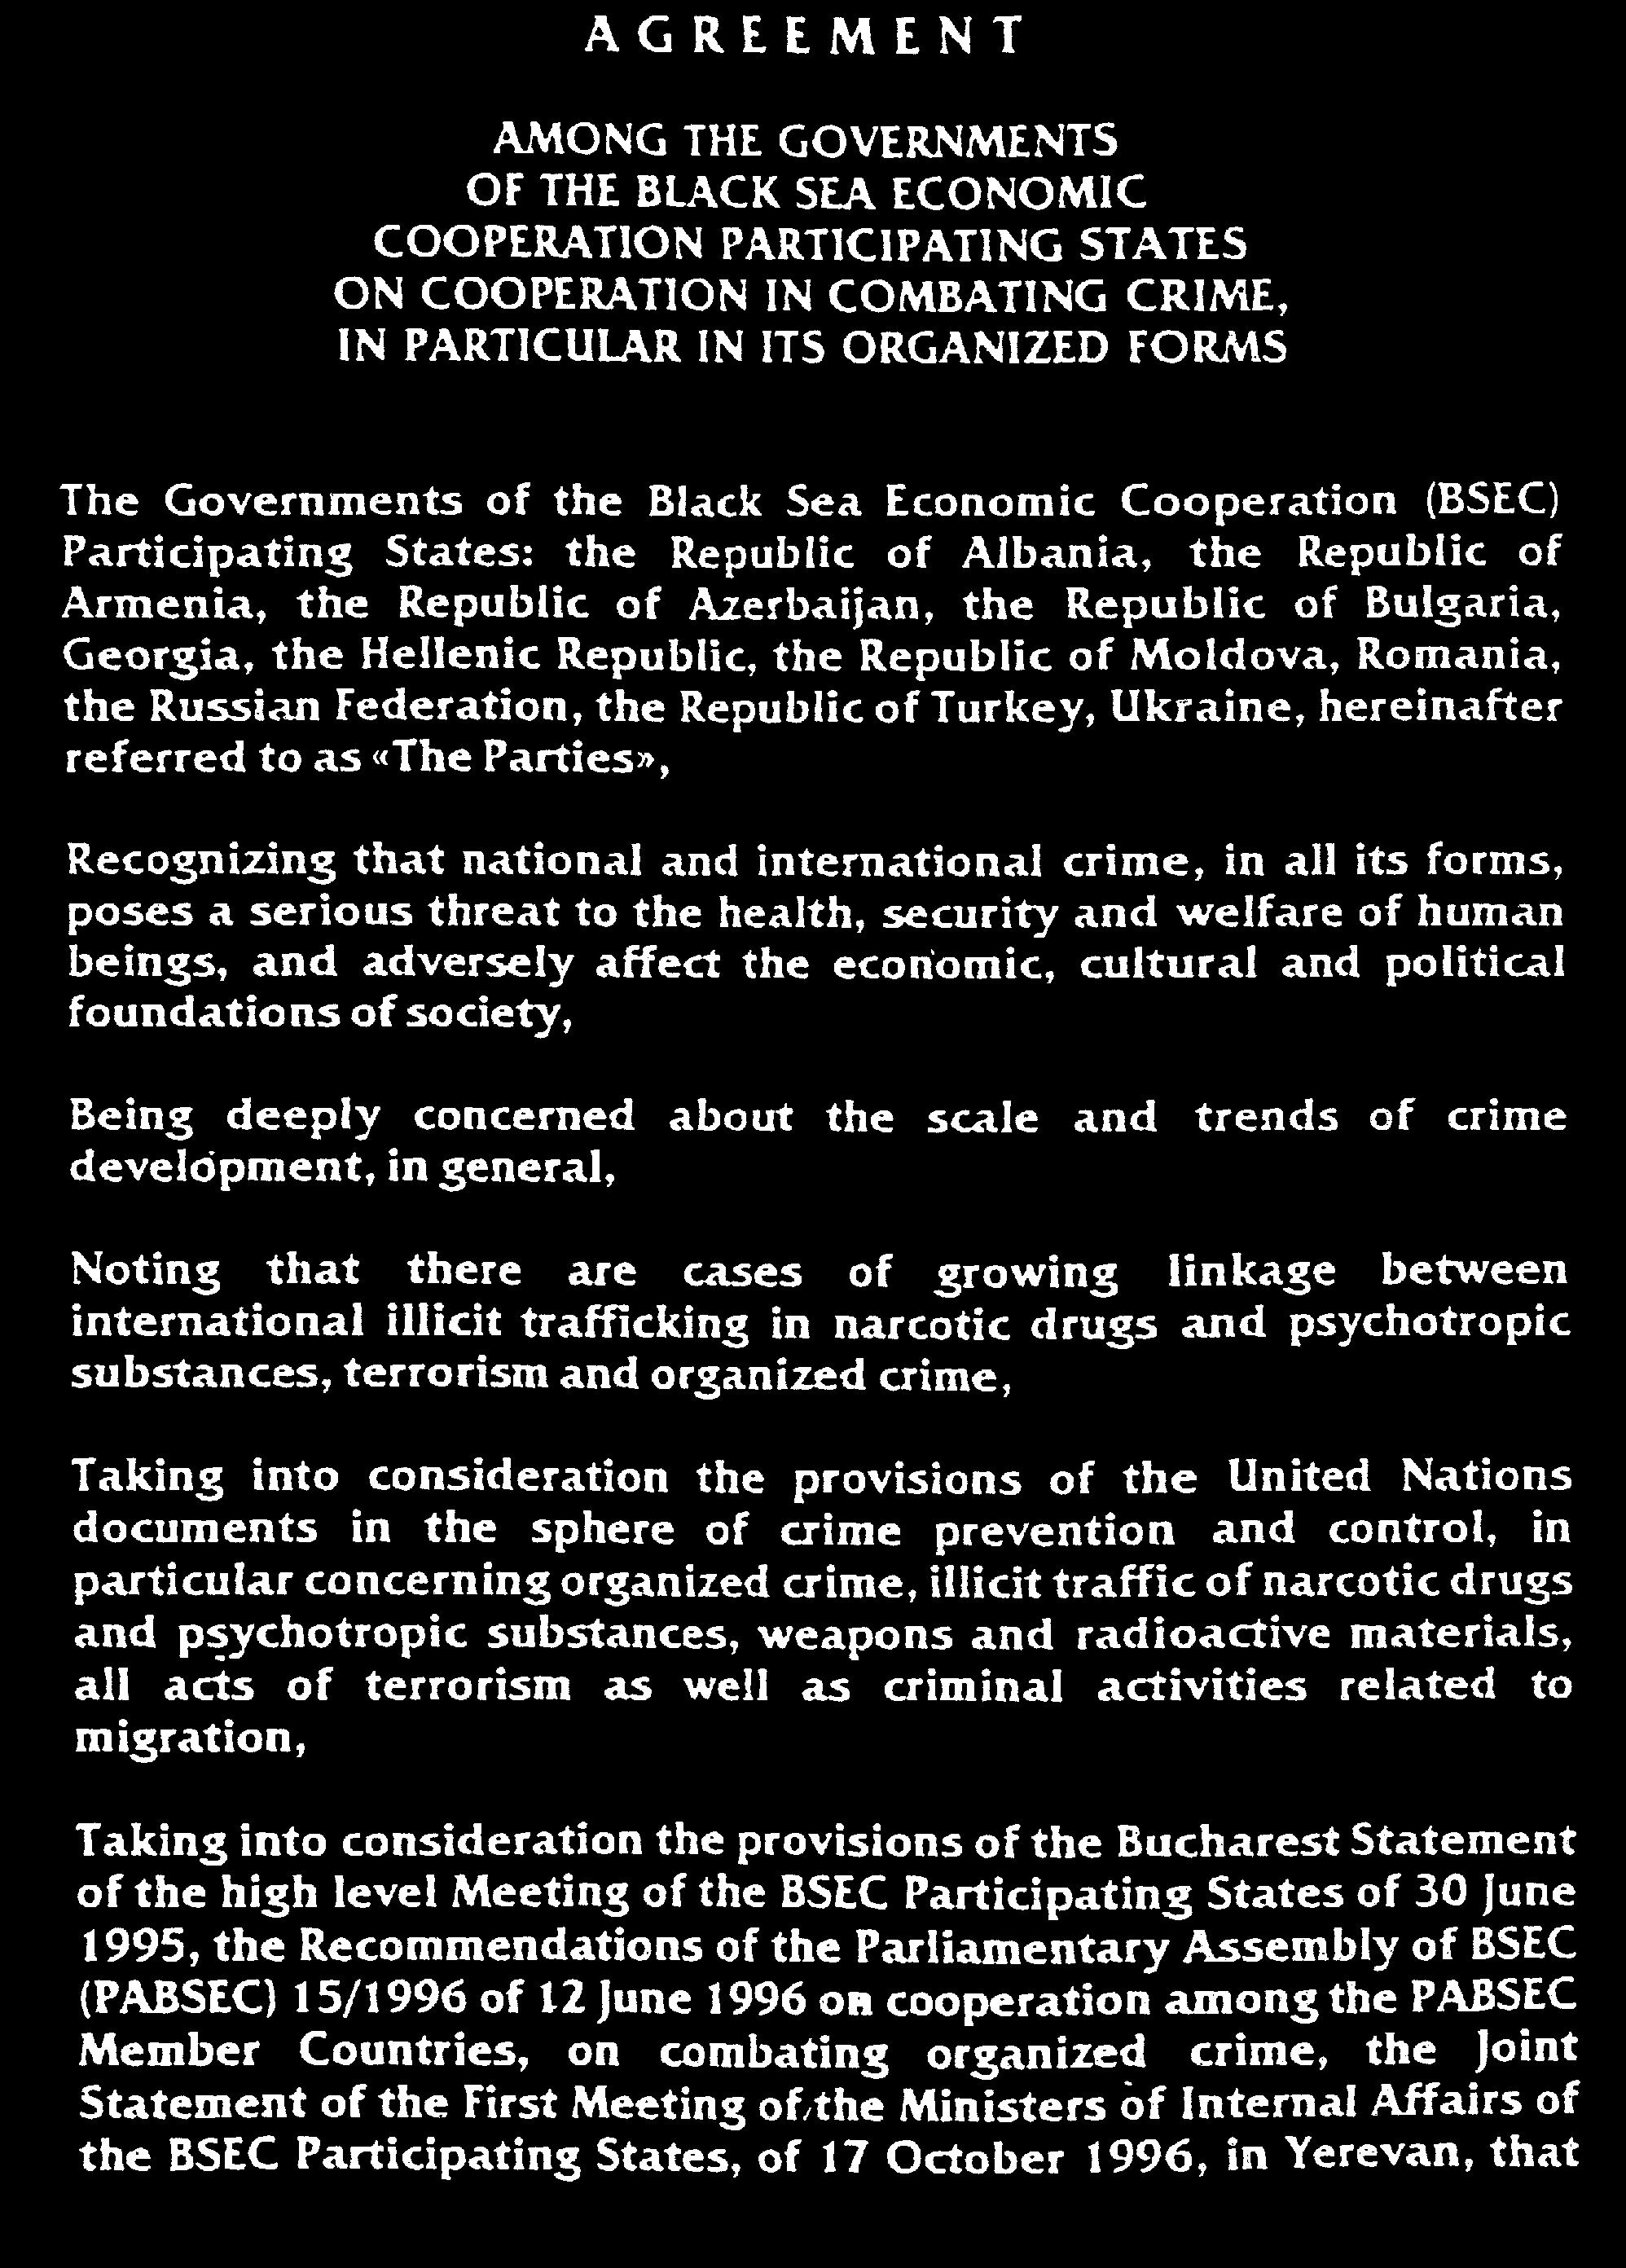 AGREEMENT
AMONG THE GOVERNMENTS
OF THE BLACK SEA ECONOMIC
COOPERATION PARTICIPATING STATES
ON COOPERATION IN COMBATING CRIME,
IN PARTICULAR IN ITS ORGANIZED FORMS
The Governments of the Black Sea Economic Cooperation (BSEC)
Participating States: the Republic of Albania, the Republic of
Armenia, the Republic of Azerbaijan, the Republic of Bulgaria,
Georgia, the Hellenic Republic, the Republic of Moldova, Romania,
the Russian Federation, the Republic of Turkey, Ukraine, hereinafter
referred to as «The Parties»,
Recognizing that national and international crime, in all its forms,
poses a serious threat to the health, security and welfare of human
beings, and adversely affect the economic, cultural and political
foundations of society,
Being deeply concerned about the scale and trends of crime
development, in general,
Noting that there are cases of growing linkage between
international illicit trafficking in narcotic drugs and psychotropic
substances, terrorism and organized crime,
Taking into consideration the provisions of the United Nations
documents in the sphere of crime prevention and control, in
particular concerning organized crime, illicit traffic of narcotic drugs
and psychotropic substances, weapons and radioactive materials,
all acts of terrorism as well as criminal activities related to
migration,
Taking into consideration the provisions of the Bucharest Statement
of the high level Meeting of the BSEC Participating States of 30 June
1995, the Recommendations of the Parliamentary Assembly of BSEC
(PABSEC) 15/1996 of 12 June 1996 on cooperation among the PABSEC
Member Countries, on combating organized crime, the Joint
Statement of the First Meeting of the Ministers of Internal Affairs of
the BSEC Participating States, of 17 October 1996, in Yerevan, that